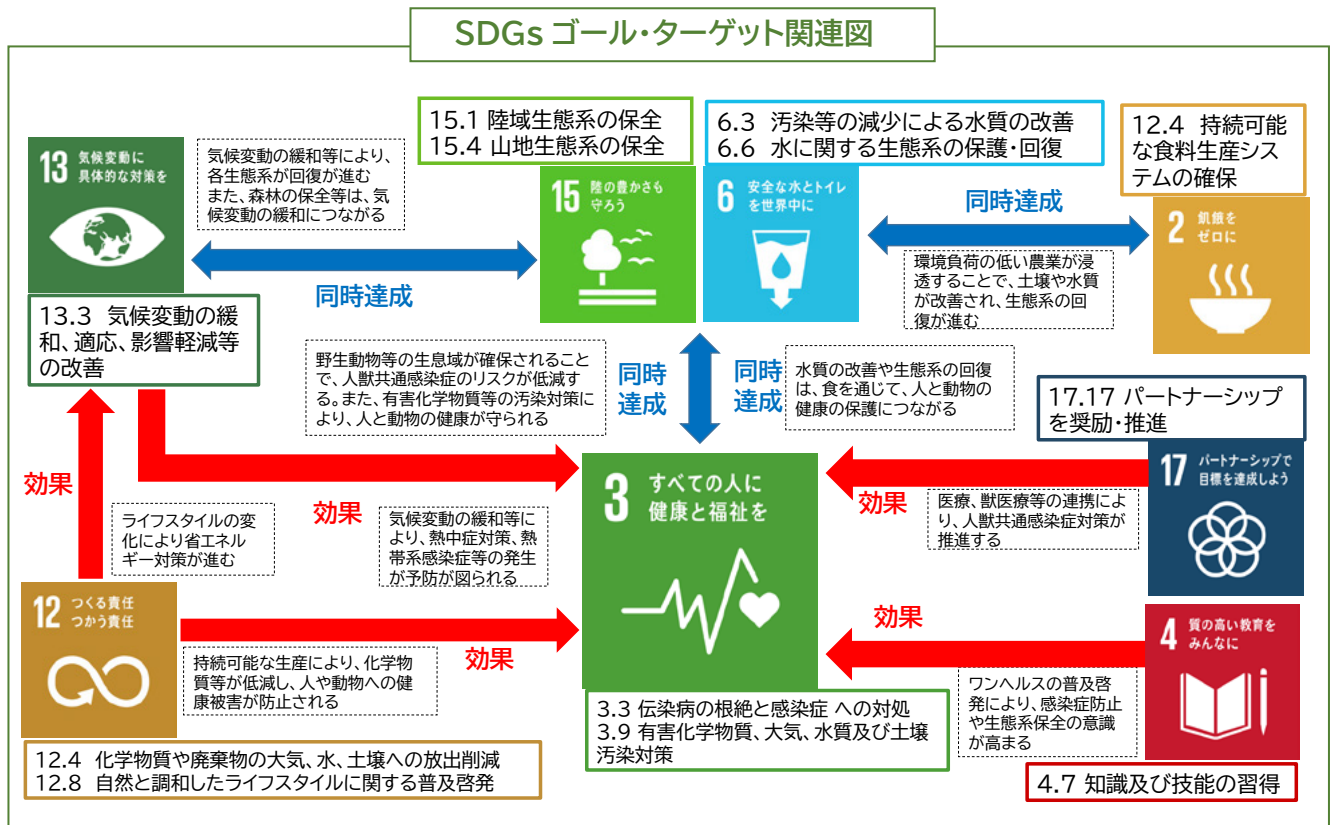 SDGs ゴール・ターゲット関連図
13 気候変動に
具体的な対策を
気候変動の緩和等により、
各生態系が回復が進む
また、森林の保全等は、気
候変動の緩和につながる
15.1 陸域生態系の保全
15.4 山地生態系の保全
15 陸の豊かさも
守ろう
6.3 汚染等の減少による水質の改善
6.6 水に関する生態系の保護・回復
6 安全な水とトイレ
を世界中に
12.4 持続可能
な食料生産シス
テムの確保
2 飢餓を
ゼロに
同時達成
同時達成
環境負荷の低い農業が浸
透することで、土壌や水質
が改善され、生態系の回
復が進む
13.3 気候変動の緩
和、適応、影響軽減等
の改善
野生動物等の生息域が確保されること
で、人獣共通感染症のリスクが低減す
る。また、有害化学物質等の汚染対策に
より、人と動物の健康が守られる
同時
達成
同時
達成
水質の改善や生態系の回復
は、食を通じて、人と動物の
健康の保護につながる
17.17 パートナーシップ
を奨励・推進
17 パートナーシップで
目標を達成しよう
効果
ライフスタイルの変
化により省エネル
ギー対策が進む
効果
気候変動の緩和等に
より、熱中症対策、熱
帯系感染症等の発生
が予防が図られる
3 すべての人に
健康と福祉を
効果
医療、獣医療等の連携によ
り、人獣共通感染症対策が
推進する
12 つくる責任
つかう責任
効果
持続可能な生産により、化学物
質等が低減し、人や動物への健
康被害が防止される
効果
4 質の高い教育を
みんなに
ワンヘルスの普及啓
発により、感染症防止
や生態系保全の意識
が高まる
12.4 化学物質や廃棄物の大気、水、土壌への放出削減
12.8 自然と調和したライフスタイルに関する普及啓発
3.3 伝染病の根絶と感染症 への対処
3.9 有害化学物質、大気、水質及び土壌
汚染対策
4.7 知識及び技能の習得